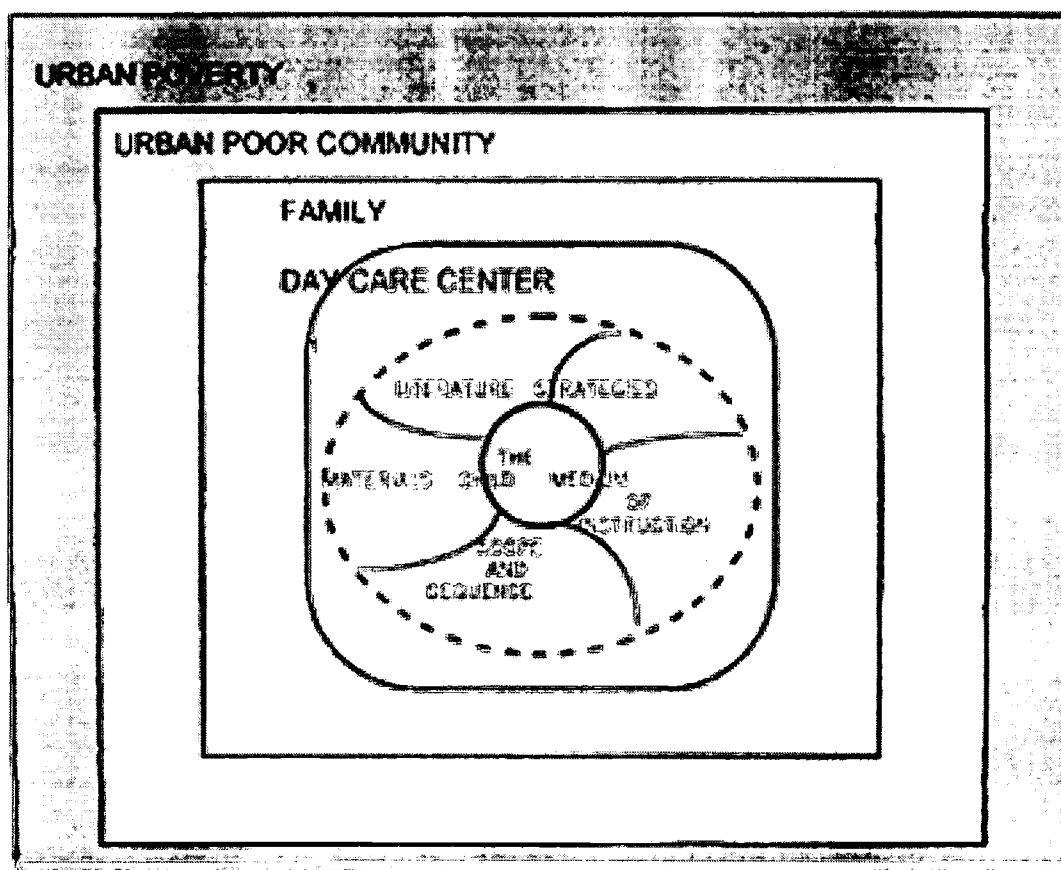 URBAN POVERTY
URBAN POOR COMMUNITY
FAMILY
DAY CARE CENTER
LITERATURE STRATEGIES
THE
MATERIALS CHILD MEDIUM
OF
INSTRUCTION
SCOPE
AND
SEQUENCE